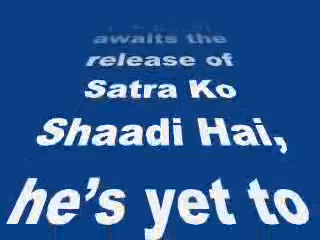 awaits the
release of
Satra Ko
Shaadi Hai,
he's yet to